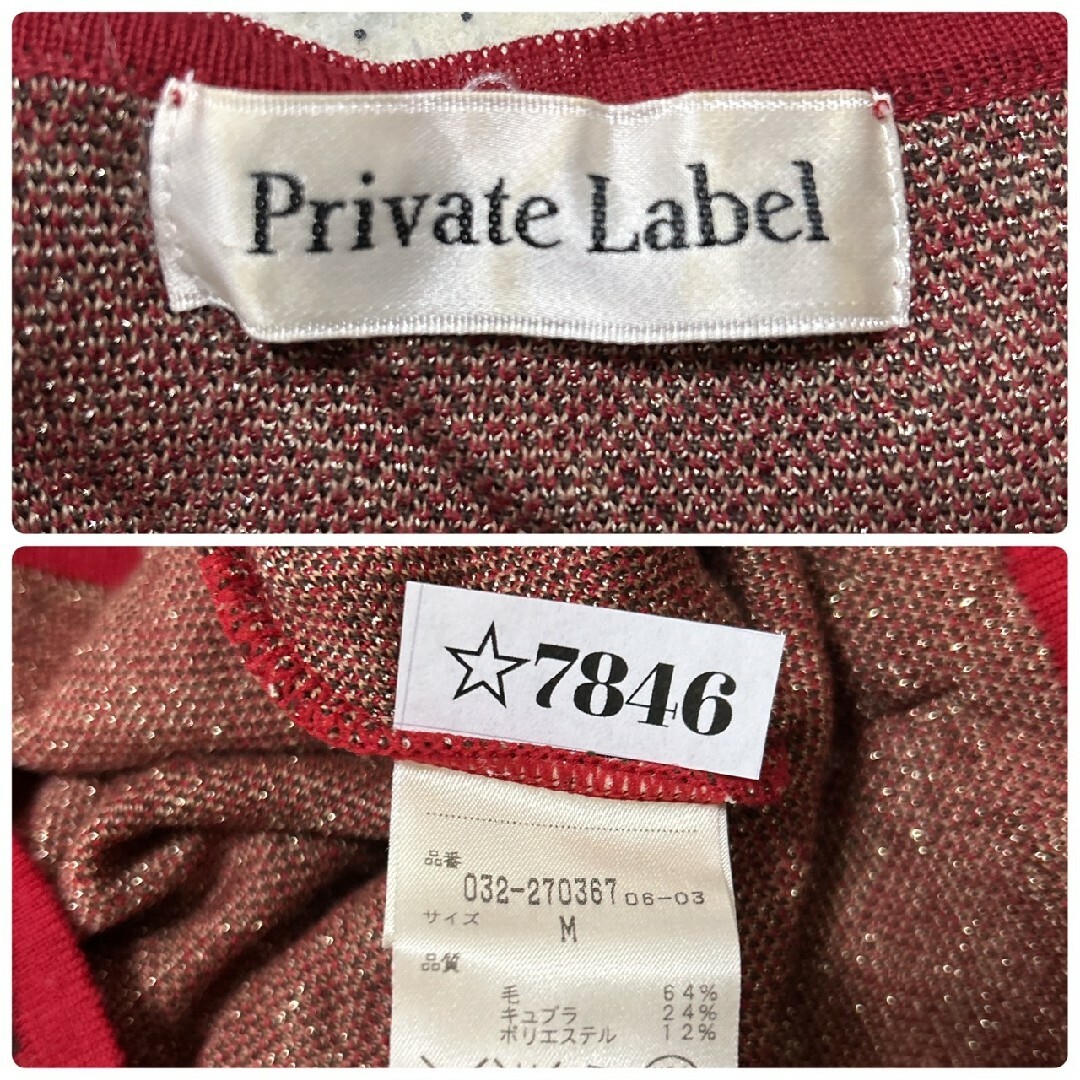 Private Label
☆7846
品番
032-270367 06-03
サイズ
M
品質
毛 64%
キュプラ 24%
ポリエステル 12%